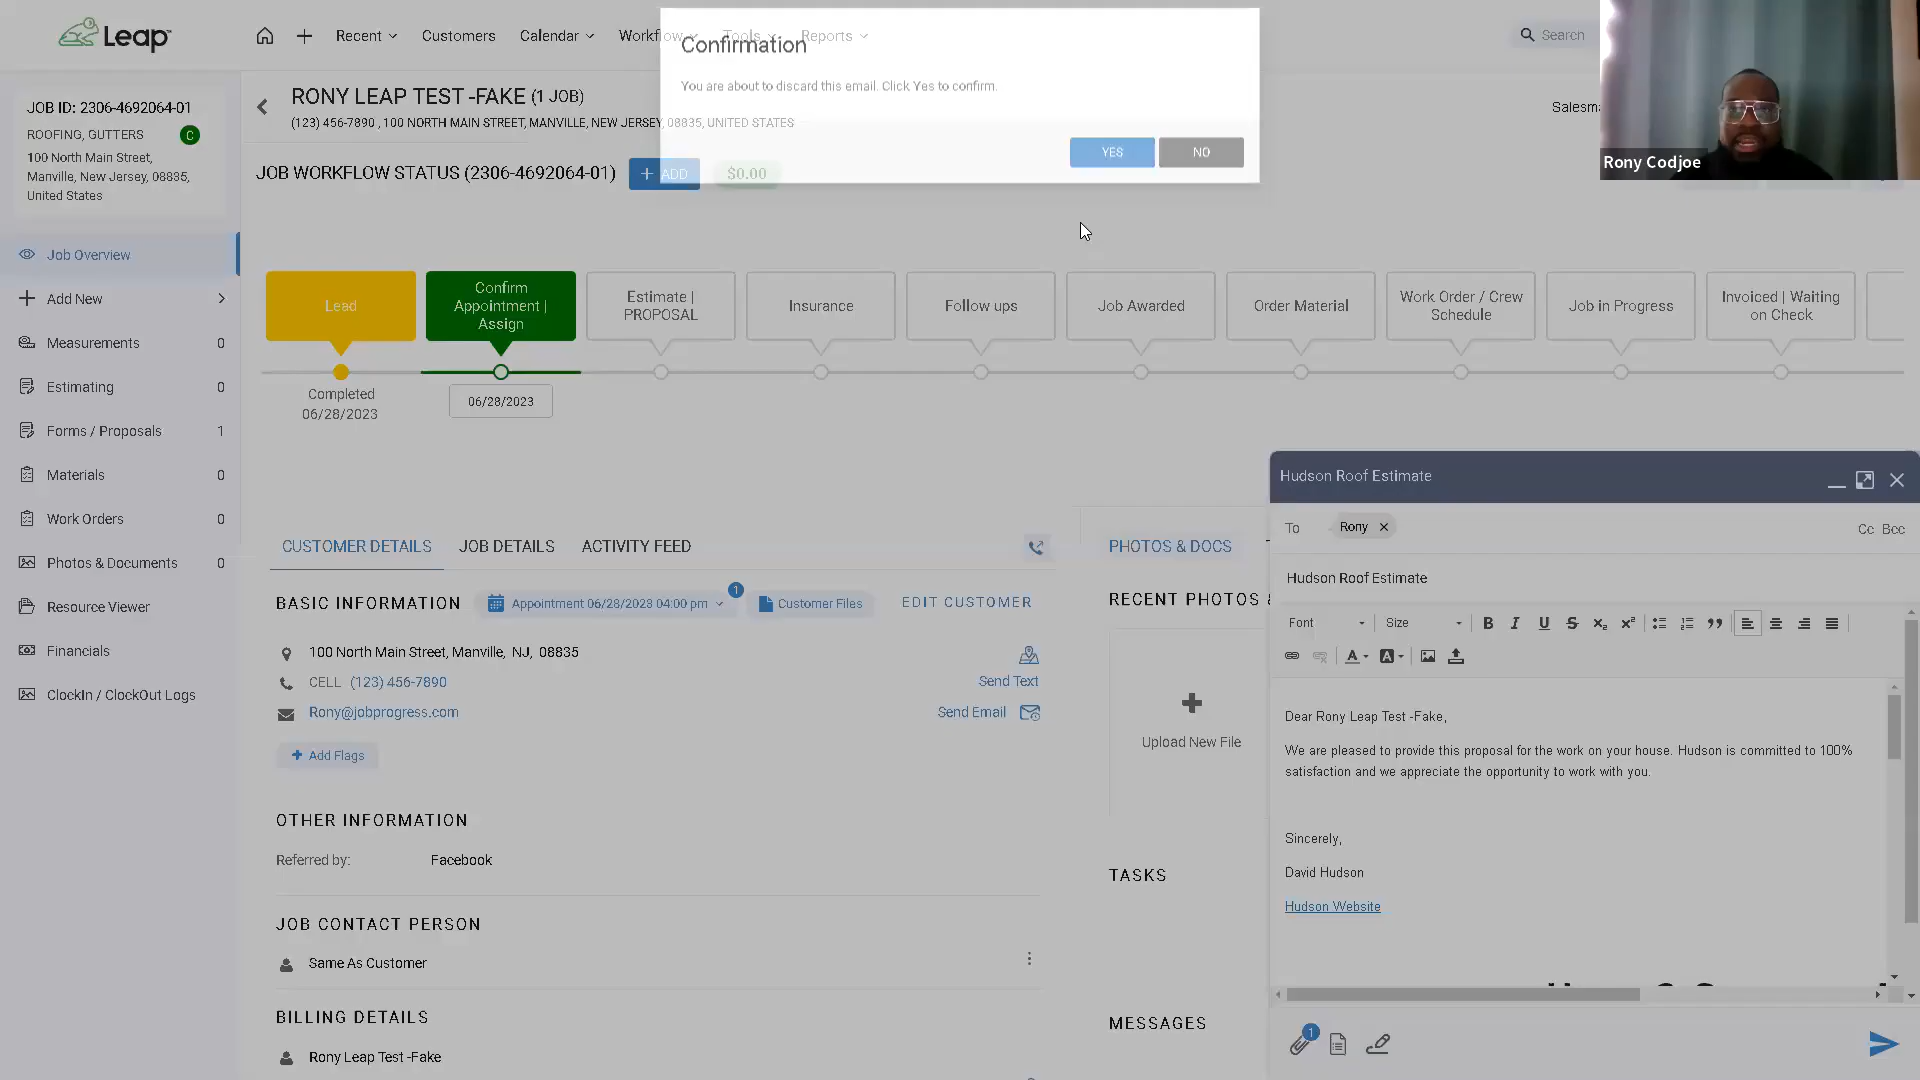 Leap
Recent
Customers
Calendar
Workflow
Tools
Reports
Search
Confirmation
You are about to discard this email. Click Yes to confirm.
YES
NO
Rony Codjoe
JOB ID: 2306-4692064-01
ROOFING, GUTTERS
C
100 North Main Street,
Manville, New Jersey, 08835,
United States
RONY LEAP TEST -FAKE (1 JOB)
(123) 456-7890 , 100 NORTH MAIN STREET, MANVILLE, NEW JERSEY, 08835, UNITED STATES
JOB WORKFLOW STATUS (2306-4692064-01)
+ ADD
$0.00
Job Overview
Add New
Measurements 0
Estimating 0
Forms / Proposals 1
Materials 0
Work Orders 0
Photos & Documents 0
Resource Viewer
Financials
ClockIn / ClockOut Logs
Lead
Confirm
Appointment |
Assign
Estimate |
PROPOSAL
Insurance
Follow ups
Job Awarded
Order Material
Work Order / Crew
Schedule
Job in Progress
Invoiced | Waiting
on Check
Completed
06/28/2023
06/28/2023
CUSTOMER DETAILS
JOB DETAILS
ACTIVITY FEED
BASIC INFORMATION
Appointment 06/28/2023 04:00 pm
1
Customer Files
EDIT CUSTOMER
100 North Main Street, Manville, NJ, 08835
CELL (123) 456-7890
Send Text
Rony@jobprogress.com
Send Email
+ Add Flags
OTHER INFORMATION
Referred by: Facebook
JOB CONTACT PERSON
Same As Customer
BILLING DETAILS
Rony Leap Test -Fake
PHOTOS & DOCS
RECENT PHOTOS
Upload New File
TASKS
MESSAGES
Hudson Roof Estimate
To
Rony
Cc Bcc
Hudson Roof Estimate
Font
Size
Dear Rony Leap Test -Fake,
We are pleased to provide this proposal for the work on your house. Hudson is committed to 100%
satisfaction and we appreciate the opportunity to work with you.
Sincerely,
David Hudson
Hudson Website
1